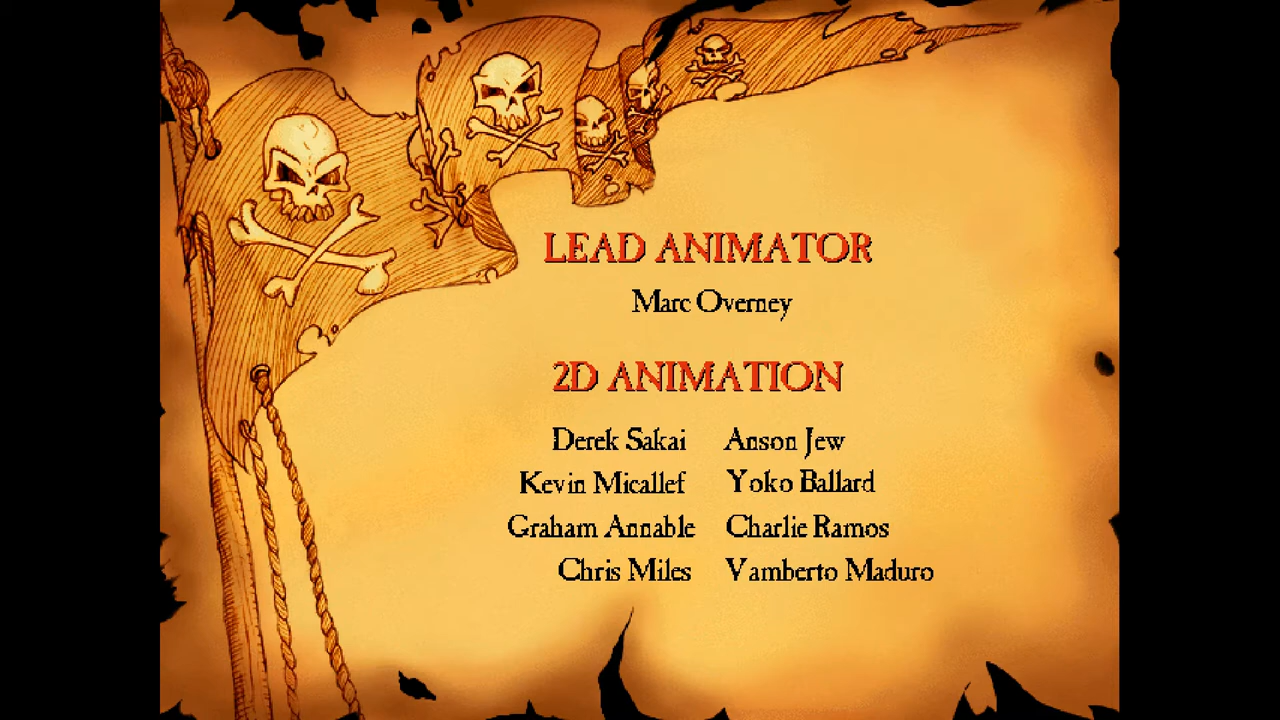 LEAD ANIMATOR
Marc Overney
2D ANIMATION
Derek Sakai Anson Jew
Kevin Micallef Yoko Ballard
Graham Annable Charlie Ramos
Chris Miles Vamberto Maduro